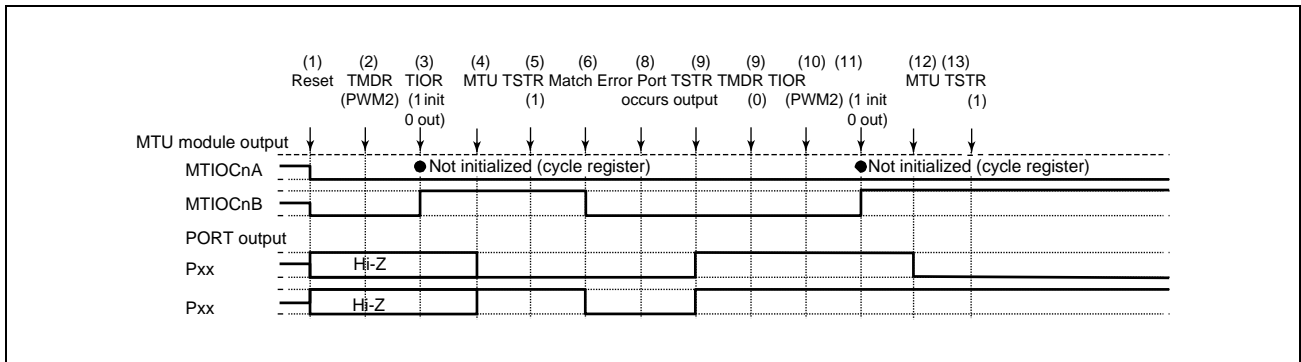 (1) (2) (3) (4) (5) (6) (8) (9) (9) (10) (11) (12) (13)
Reset TMDR TIOR MTU TSTR Match Error Port TSTR TMDR TIOR MTU TSTR
(PWM2) (1 init (1) occurs output (0) (PWM2) (1 init (1)
0 out) 0 out)
MTU module output
MTIOCnA Not initialized (cycle register) Not initialized (cycle register)
MTIOCnB
PORT output
Pxx Hi-Z
Pxx Hi-Z